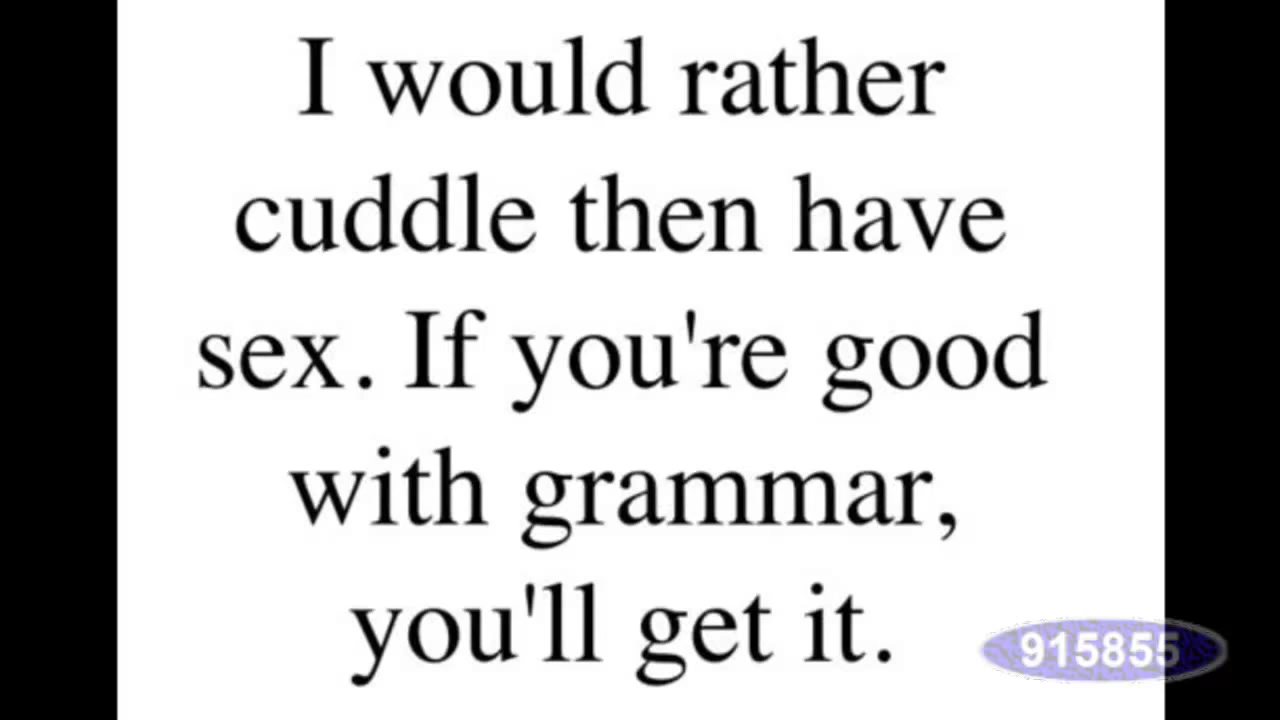 I would rather
cuddle then have
sex. If you're good
with grammar,
you'll get it.
915855